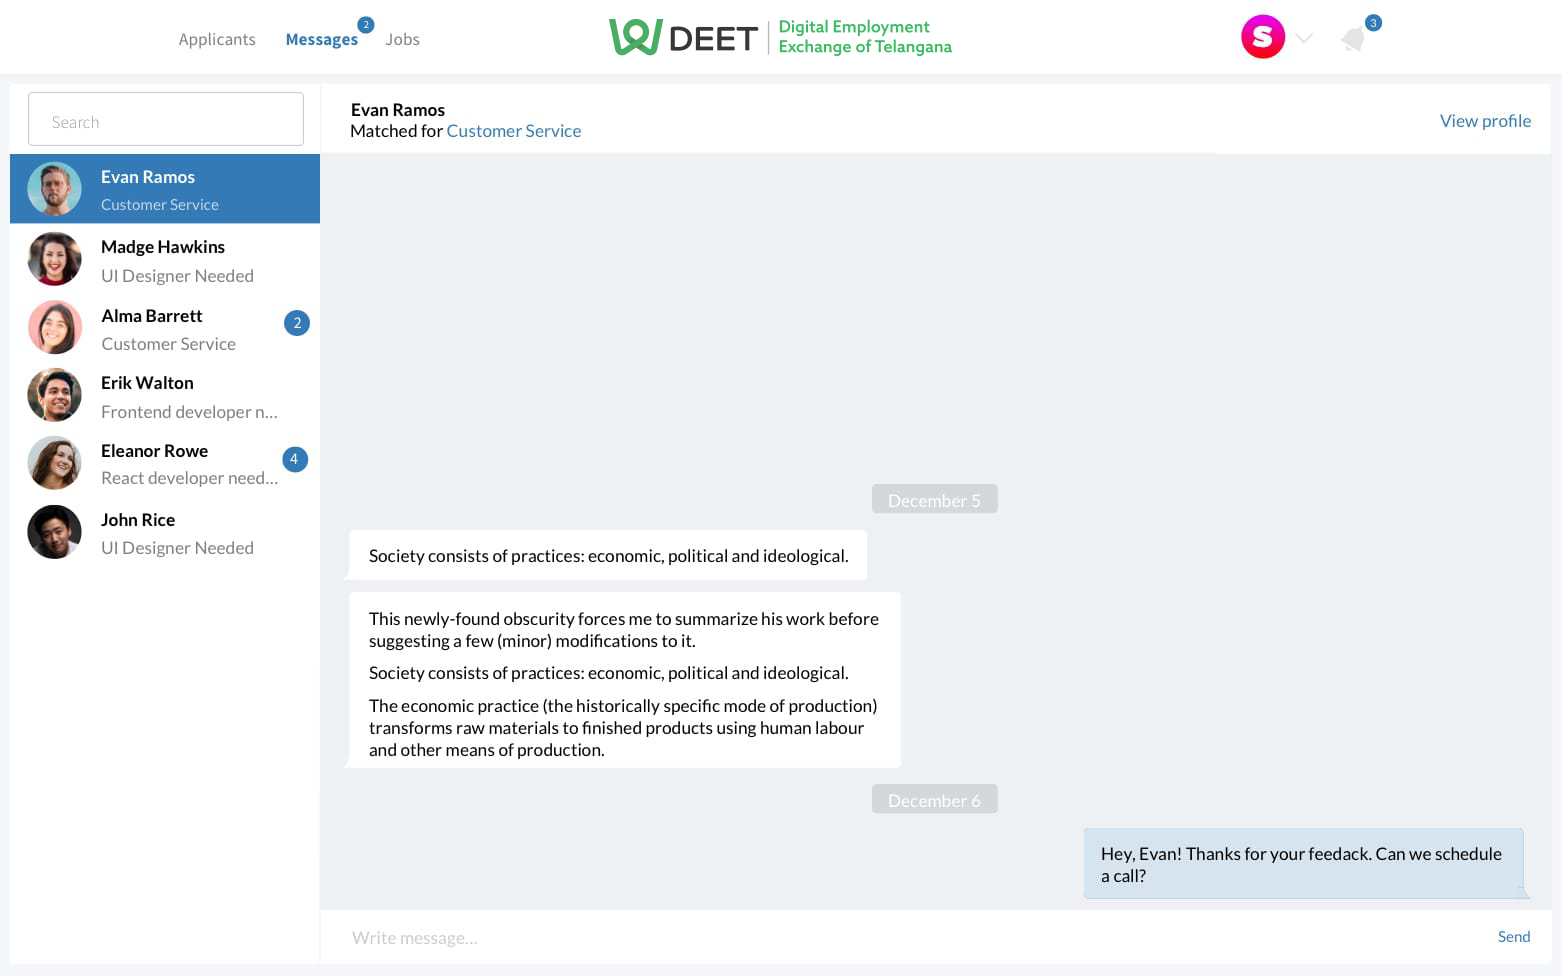 Applicants
Messages
2
Jobs
DEET
Digital Employment
Exchange of Telangana
S
3
Search
Evan Ramos
Customer Service
Madge Hawkins
UI Designer Needed
Alma Barrett
Customer Service
2
Erik Walton
Frontend developer n...
Eleanor Rowe
React developer need...
4
John Rice
UI Designer Needed
Evan Ramos
Matched for Customer Service
View profile
December 5
Society consists of practices: economic, political and ideological.
This newly-found obscurity forces me to summarize his work before
suggesting a few (minor) modifications to it.
Society consists of practices: economic, political and ideological.
The economic practice (the historically specific mode of production)
transforms raw materials to finished products using human labour
and other means of production.
December 6
Hey, Evan! Thanks for your feedack. Can we schedule
a call?
Write message...
Send